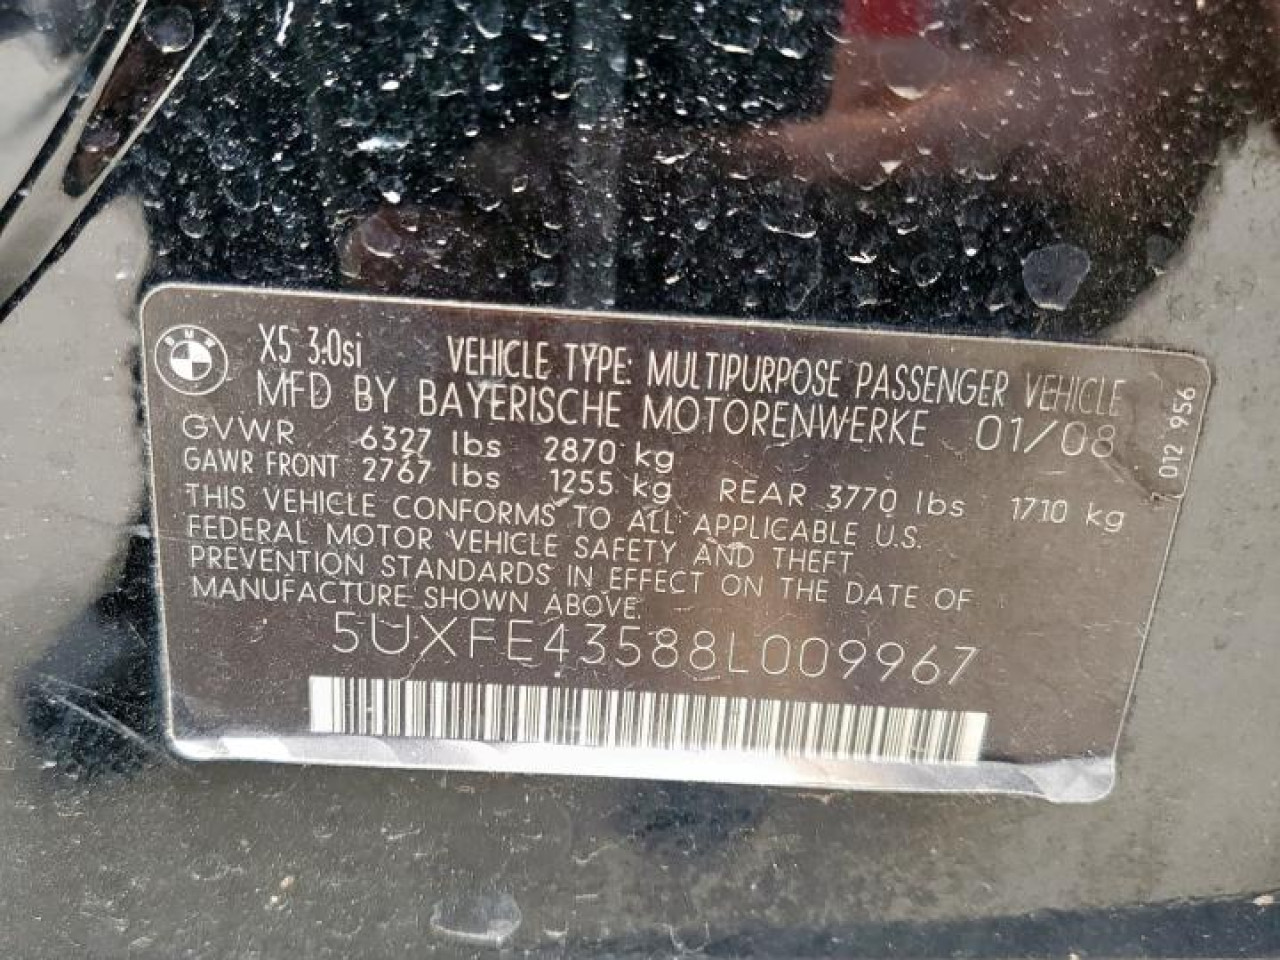 BMW
X5 3.0si VEHICLE TYPE: MULTIPURPOSE PASSENGER VEHICLE
MFD BY BAYERISCHE MOTORENWERKE 01/08
GVWR 6327 lbs 2870 kg
GAWR FRONT 2767 lbs 1255 kg REAR 3770 lbs 1710 kg
THIS VEHICLE CONFORMS TO ALL APPLICABLE U.S.
FEDERAL MOTOR VEHICLE SAFETY AND THEFT
PREVENTION STANDARDS IN EFFECT ON THE DATE OF
MANUFACTURE SHOWN ABOVE.
5UXFE43588L009967
012 956